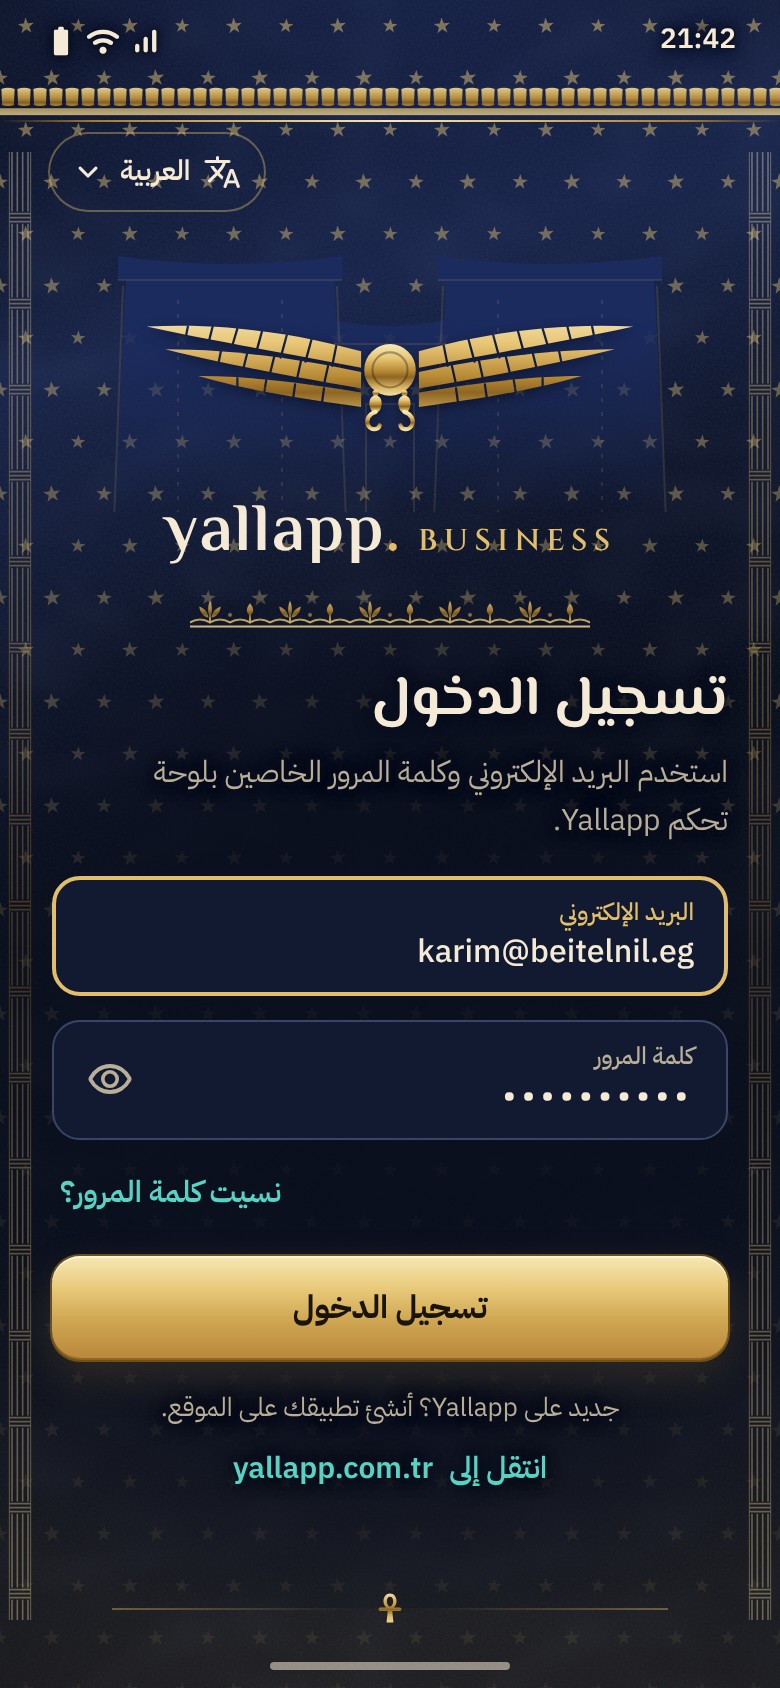 21:42
العربية
yallapp. BUSINESS
تسجيل الدخول
استخدم البريد الإلكتروني وكلمة المرور الخاصين بلوحة
تحكم Yallapp.
البريد الإلكتروني
karim@beitelnil.eg
كلمة المرور
••••••••••
نسيت كلمة المرور؟
تسجيل الدخول
جديد على Yallapp؟ أنشئ تطبيقك على الموقع.
انتقل إلى yallapp.com.tr